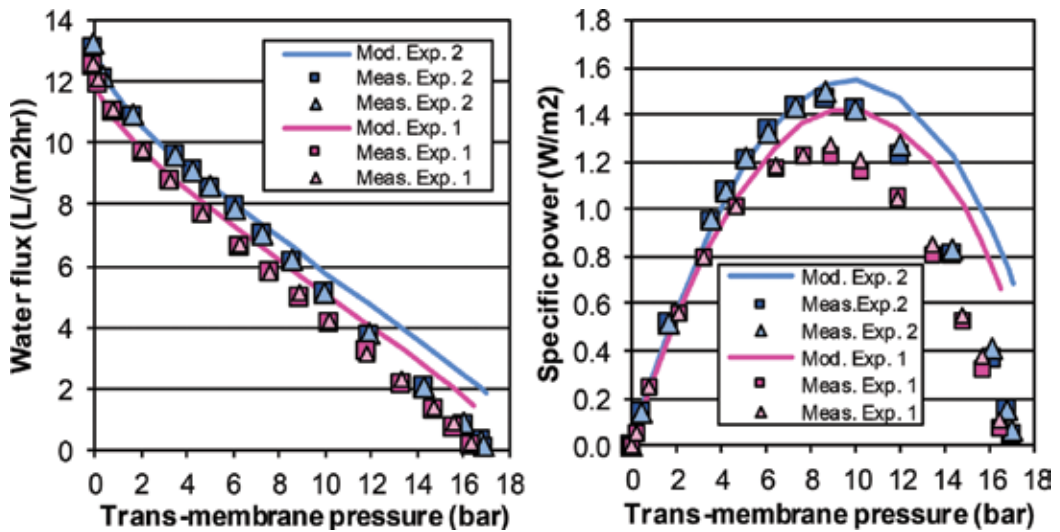 14
12
10
8
6
4
2
0
Water flux (L/(m2hr))
Mod. Exp. 2
Meas. Exp. 2
Meas. Exp. 2
Mod. Exp. 1
Meas. Exp. 1
Meas. Exp. 1
0 2 4 6 8 10 12 14 16 18
Trans-membrane pressure (bar)
1.8
1.6
1.4
1.2
1.0
0.8
0.6
0.4
0.2
0.0
Specific power (W/m2)
Mod. Exp. 2
Meas.Exp.2
Meas. Exp. 2
Mod. Exp. 1
Meas. Exp. 1
Meas. Exp. 1
0 2 4 6 8 10 12 14 16 18
Trans-membrane pressure (bar)